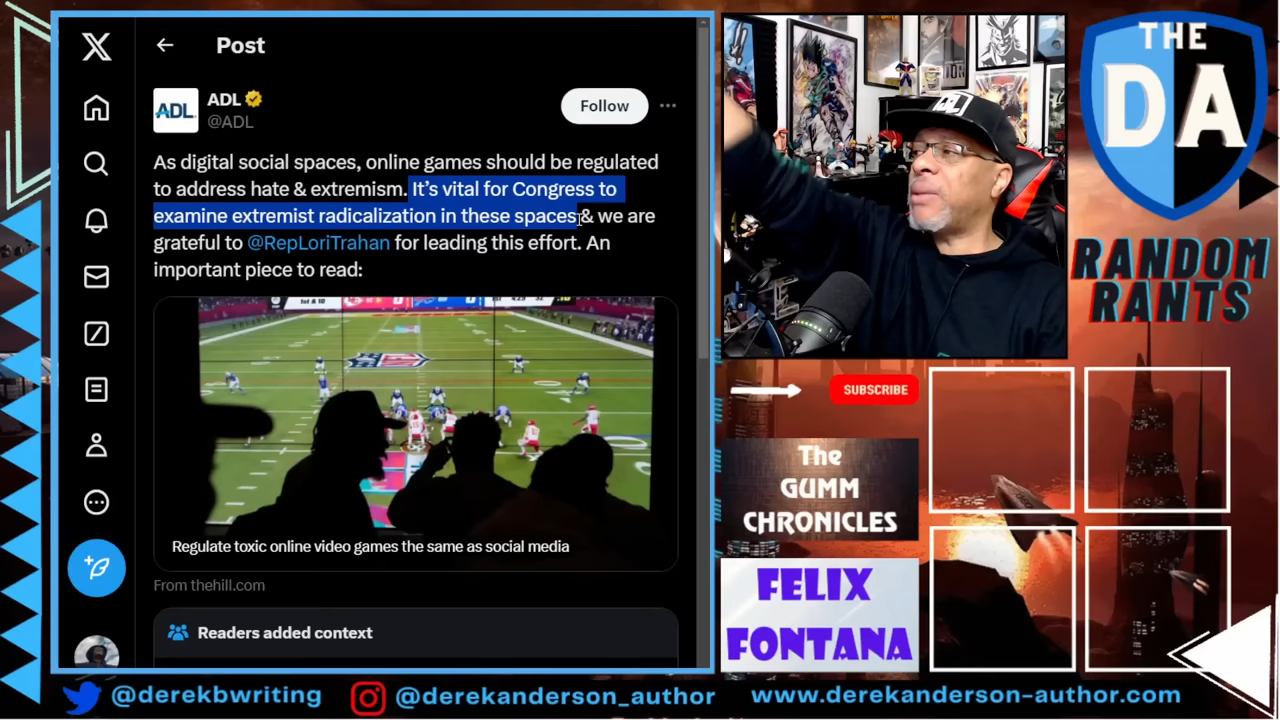 Post
ADL
@ADL
Follow
As digital social spaces, online games should be regulated
to address hate & extremism. It's vital for Congress to
examine extremist radicalization in these spaces & we are
grateful to @RepLoriTrahan for leading this effort. An
important piece to read:
Regulate toxic online video games the same as social media
From thehill.com
Readers added context
THE
DA
RANDOM
RANTS
SUBSCRIBE
The
GUMM
CHRONICLES
FELIX
FONTANA
@derekbwriting
@derekanderson_author
www.derekanderson-author.com